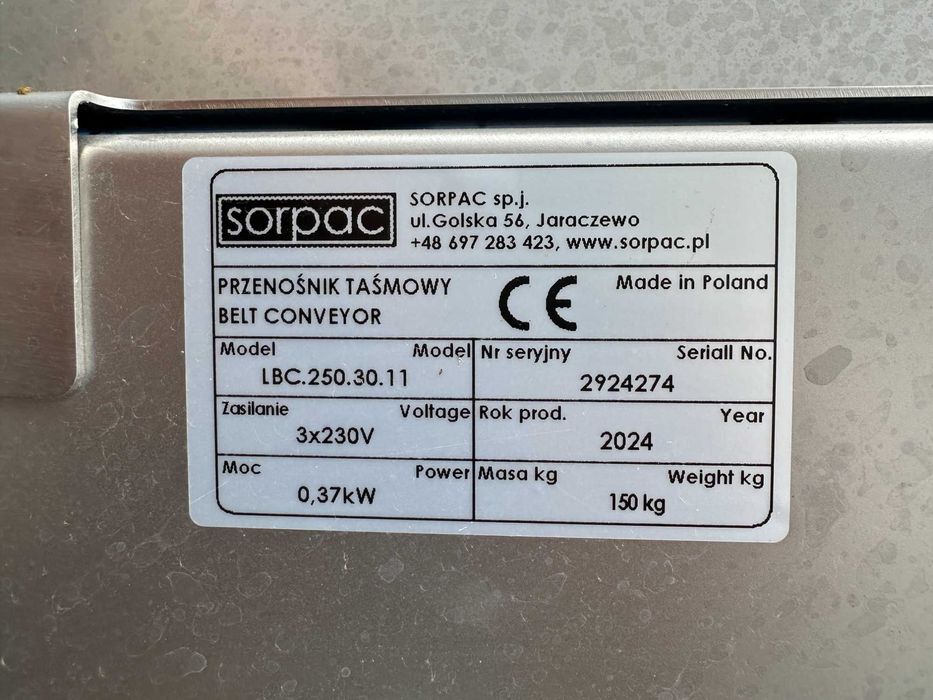 sorpac
SORPAC sp.j.
ul.Golska 56, Jaraczewo
+48 697 283 423, www.sorpac.pl
PRZENOŚNIK TAŚMOWY
BELT CONVEYOR
CE
Made in Poland
Model Model
LBC.250.30.11
Nr seryjny Seriall No.
2924274
Zasilanie Voltage
3x230V
Rok prod. Year
2024
Moc Power
0,37kW
Masa kg Weight kg
150 kg